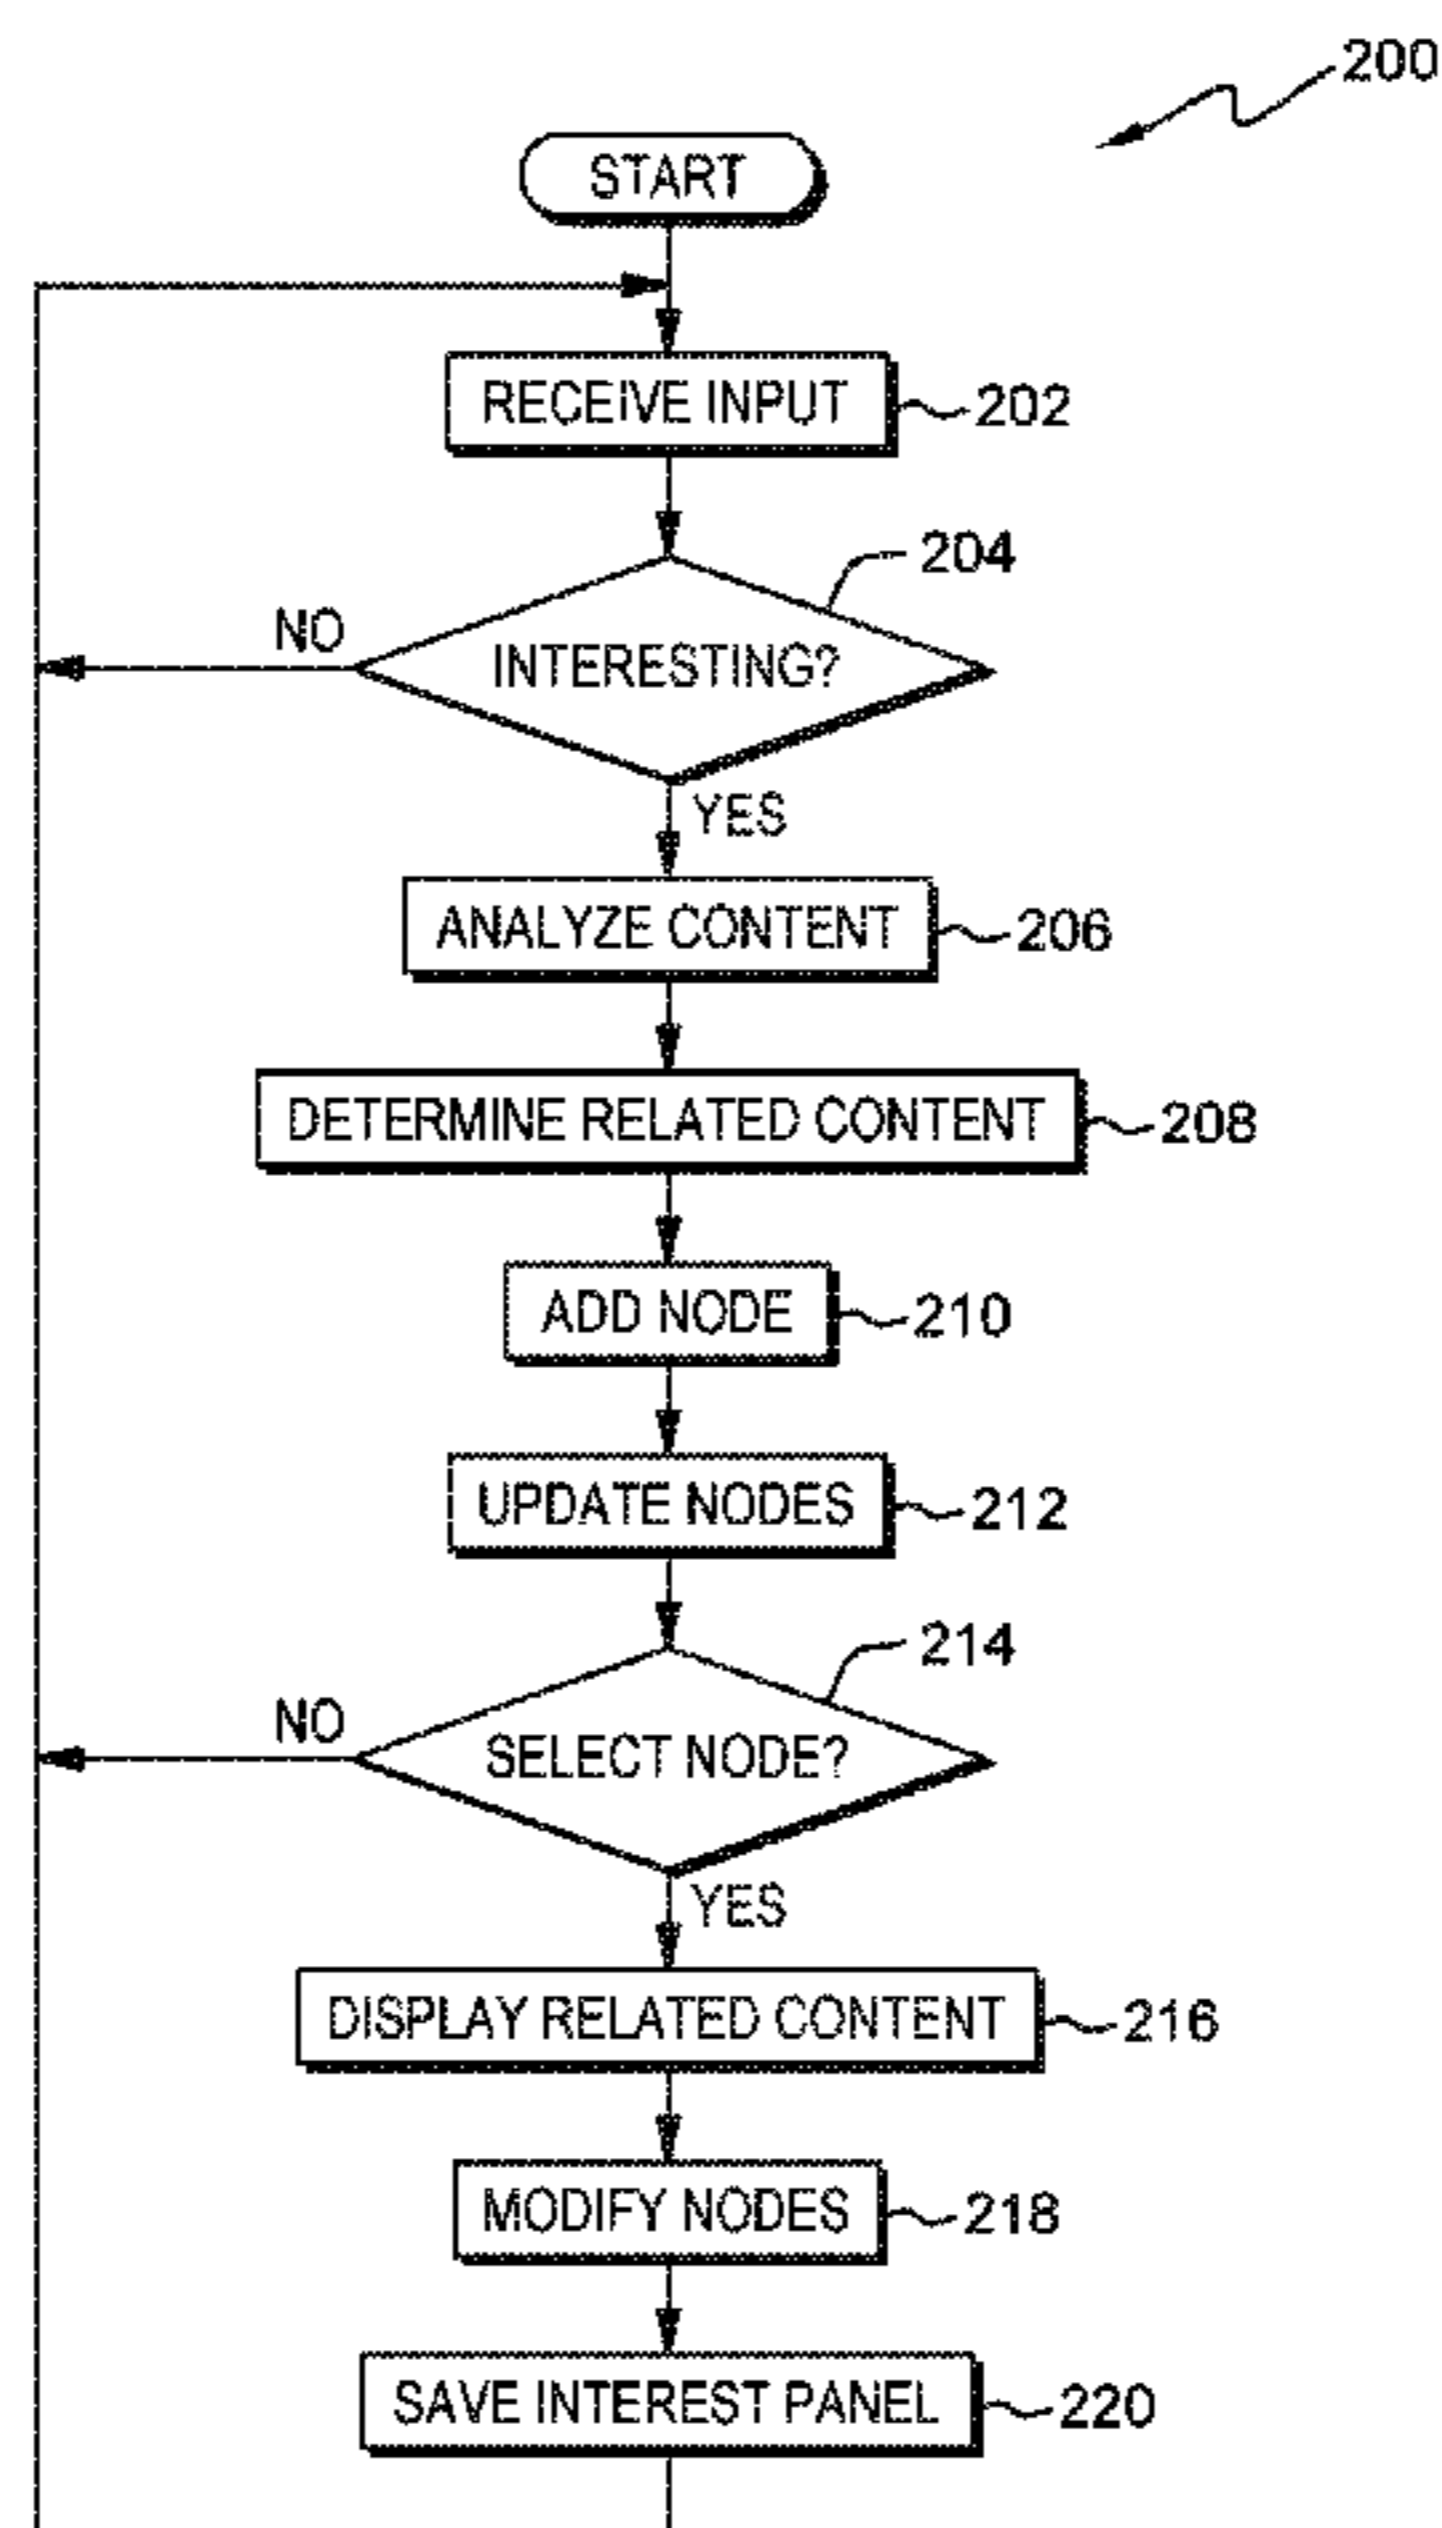 200
START
RECEIVE INPUT
202
204
NO
INTERESTING?
YES
ANALYZE CONTENT
206
DETERMINE RELATED CONTENT
208
ADD NODE
210
UPDATE NODES
212
214
NO
SELECT NODE?
YES
DISPLAY RELATED CONTENT
216
MODIFY NODES
218
SAVE INTEREST PANEL
220